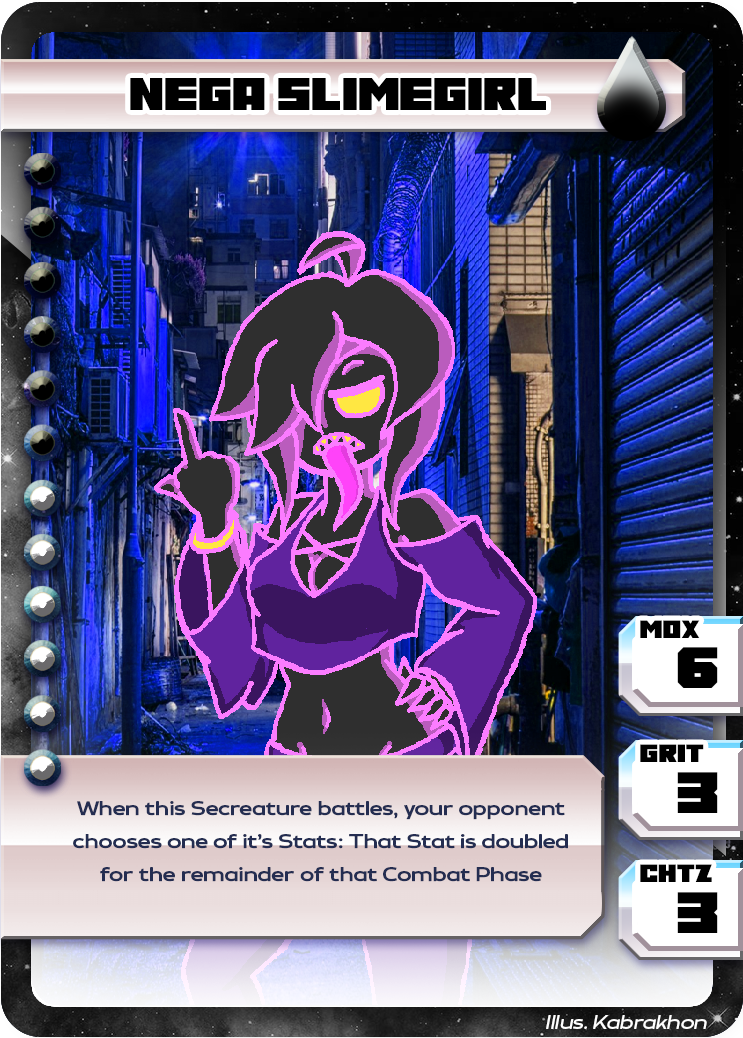 NEGA SLIMEGIRL
MOX
6
GRIT
3
CHTZ
3
When this Secreature battles, your opponent
chooses one of it's Stats: That Stat is doubled
for the remainder of that Combat Phase
Illus. Kabrakhon